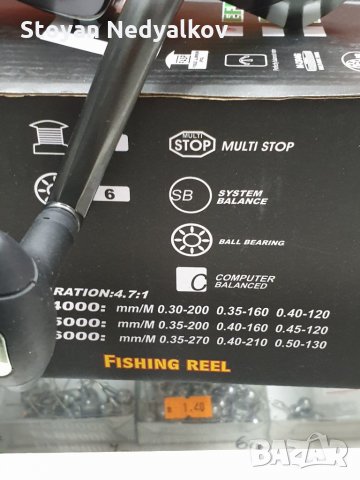 Stoyan Nedyalkov
MULTI
STOP MULTI STOP
6
SB SYSTEM
BALANCE
BALL BEARING
C COMPUTER
BALANCED
RATION:4.7:1
4000: mm/M 0.30-200 0.35-160 0.40-120
5000: mm/M 0.35-200 0.40-160 0.45-120
6000: mm/M 0.35-270 0.40-210 0.50-130
FISHING REEL
1.40
bazar